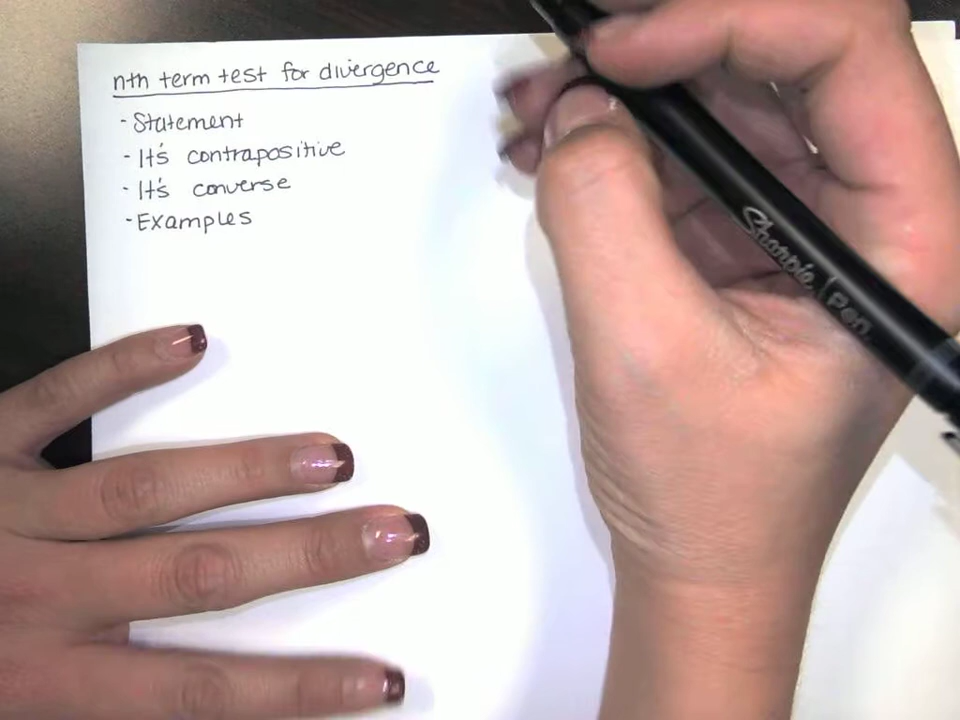 nth term test for divergence
- Statement
- It's contrapositive
- It's converse
- Examples
Sharpie | Pen